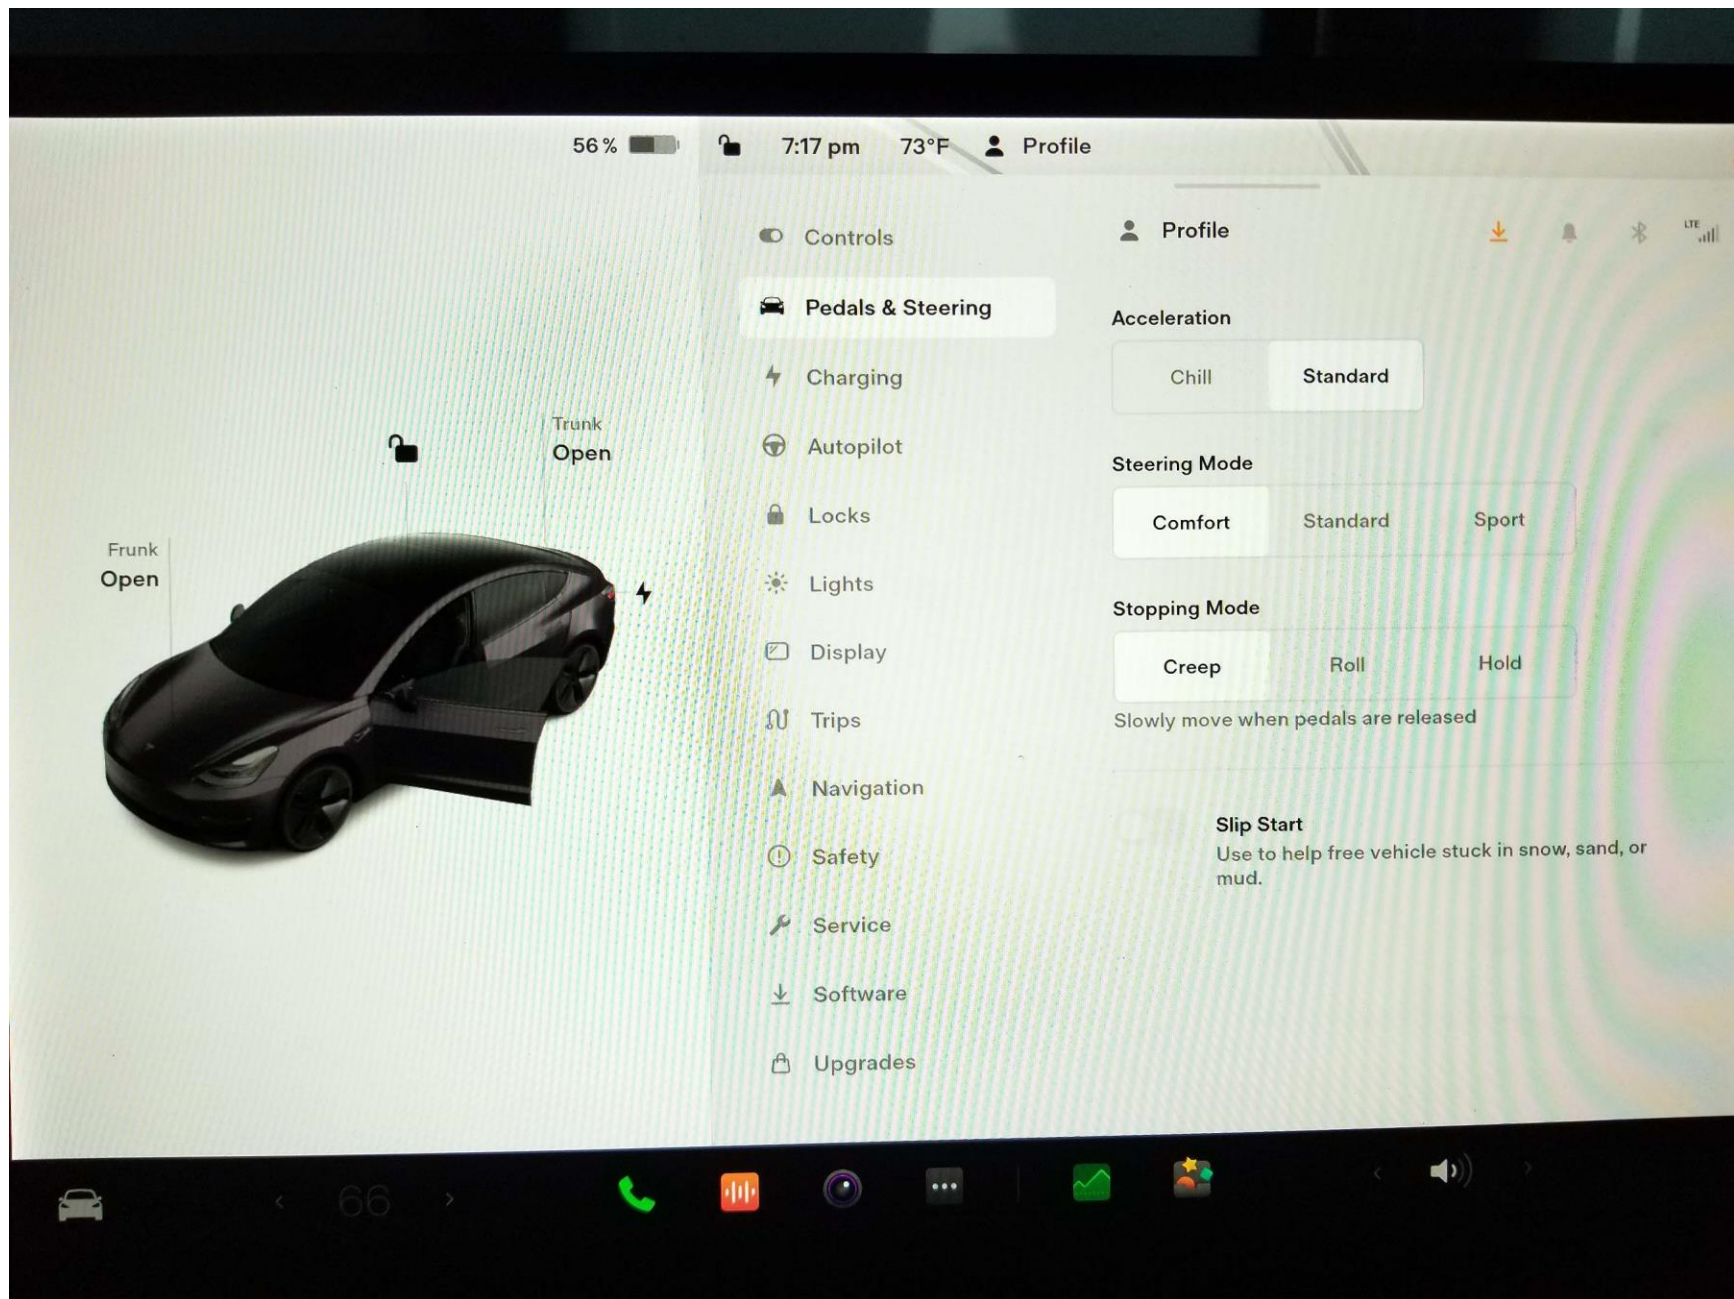 56 %
7:17 pm
73°F
Profile
Trunk
Open
Frunk
Open
Controls
Pedals & Steering
Charging
Autopilot
Locks
Lights
Display
Trips
Navigation
Safety
Service
Software
Upgrades
Profile
LTE
Acceleration
Chill
Standard
Steering Mode
Comfort
Standard
Sport
Stopping Mode
Creep
Roll
Hold
Slowly move when pedals are released
Slip Start
Use to help free vehicle stuck in snow, sand, or
mud.
66